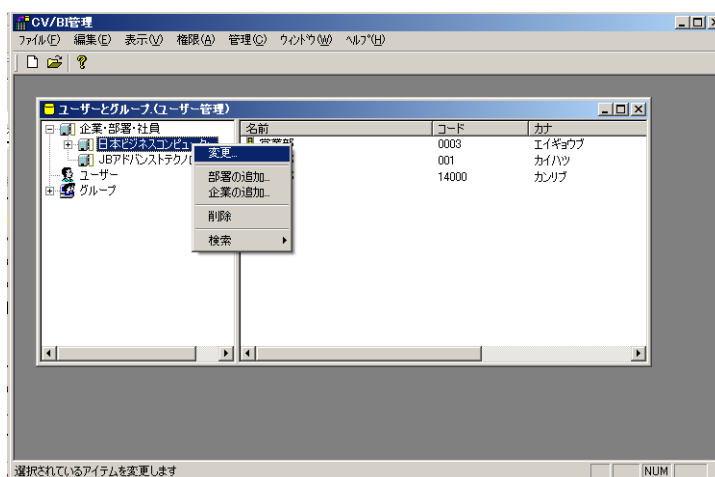 CV/BI管理
ファイル(F) 編集(E) 表示(V) 権限(A) 管理(C) ウィンドウ(W) ヘルプ(H)
ユーザーとグループ.(ユーザー管理)
企業・部署・社員
日本ビジネスコンピューター
JBアドバンストテクノロ
ユーザー
グループ
名前 コード カナ
営業部 0003 エイギョウブ
001 カイハツ
14000 カンリブ
変更...
部署の追加...
企業の追加...
削除
検索
選択されているアイテムを変更します
NUM